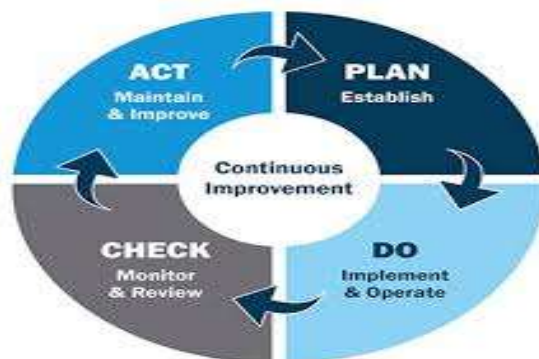 ACT
Maintain
& Improve
PLAN
Establish
Continuous
Improvement
CHECK
Monitor
& Review
DO
Implement
& Operate